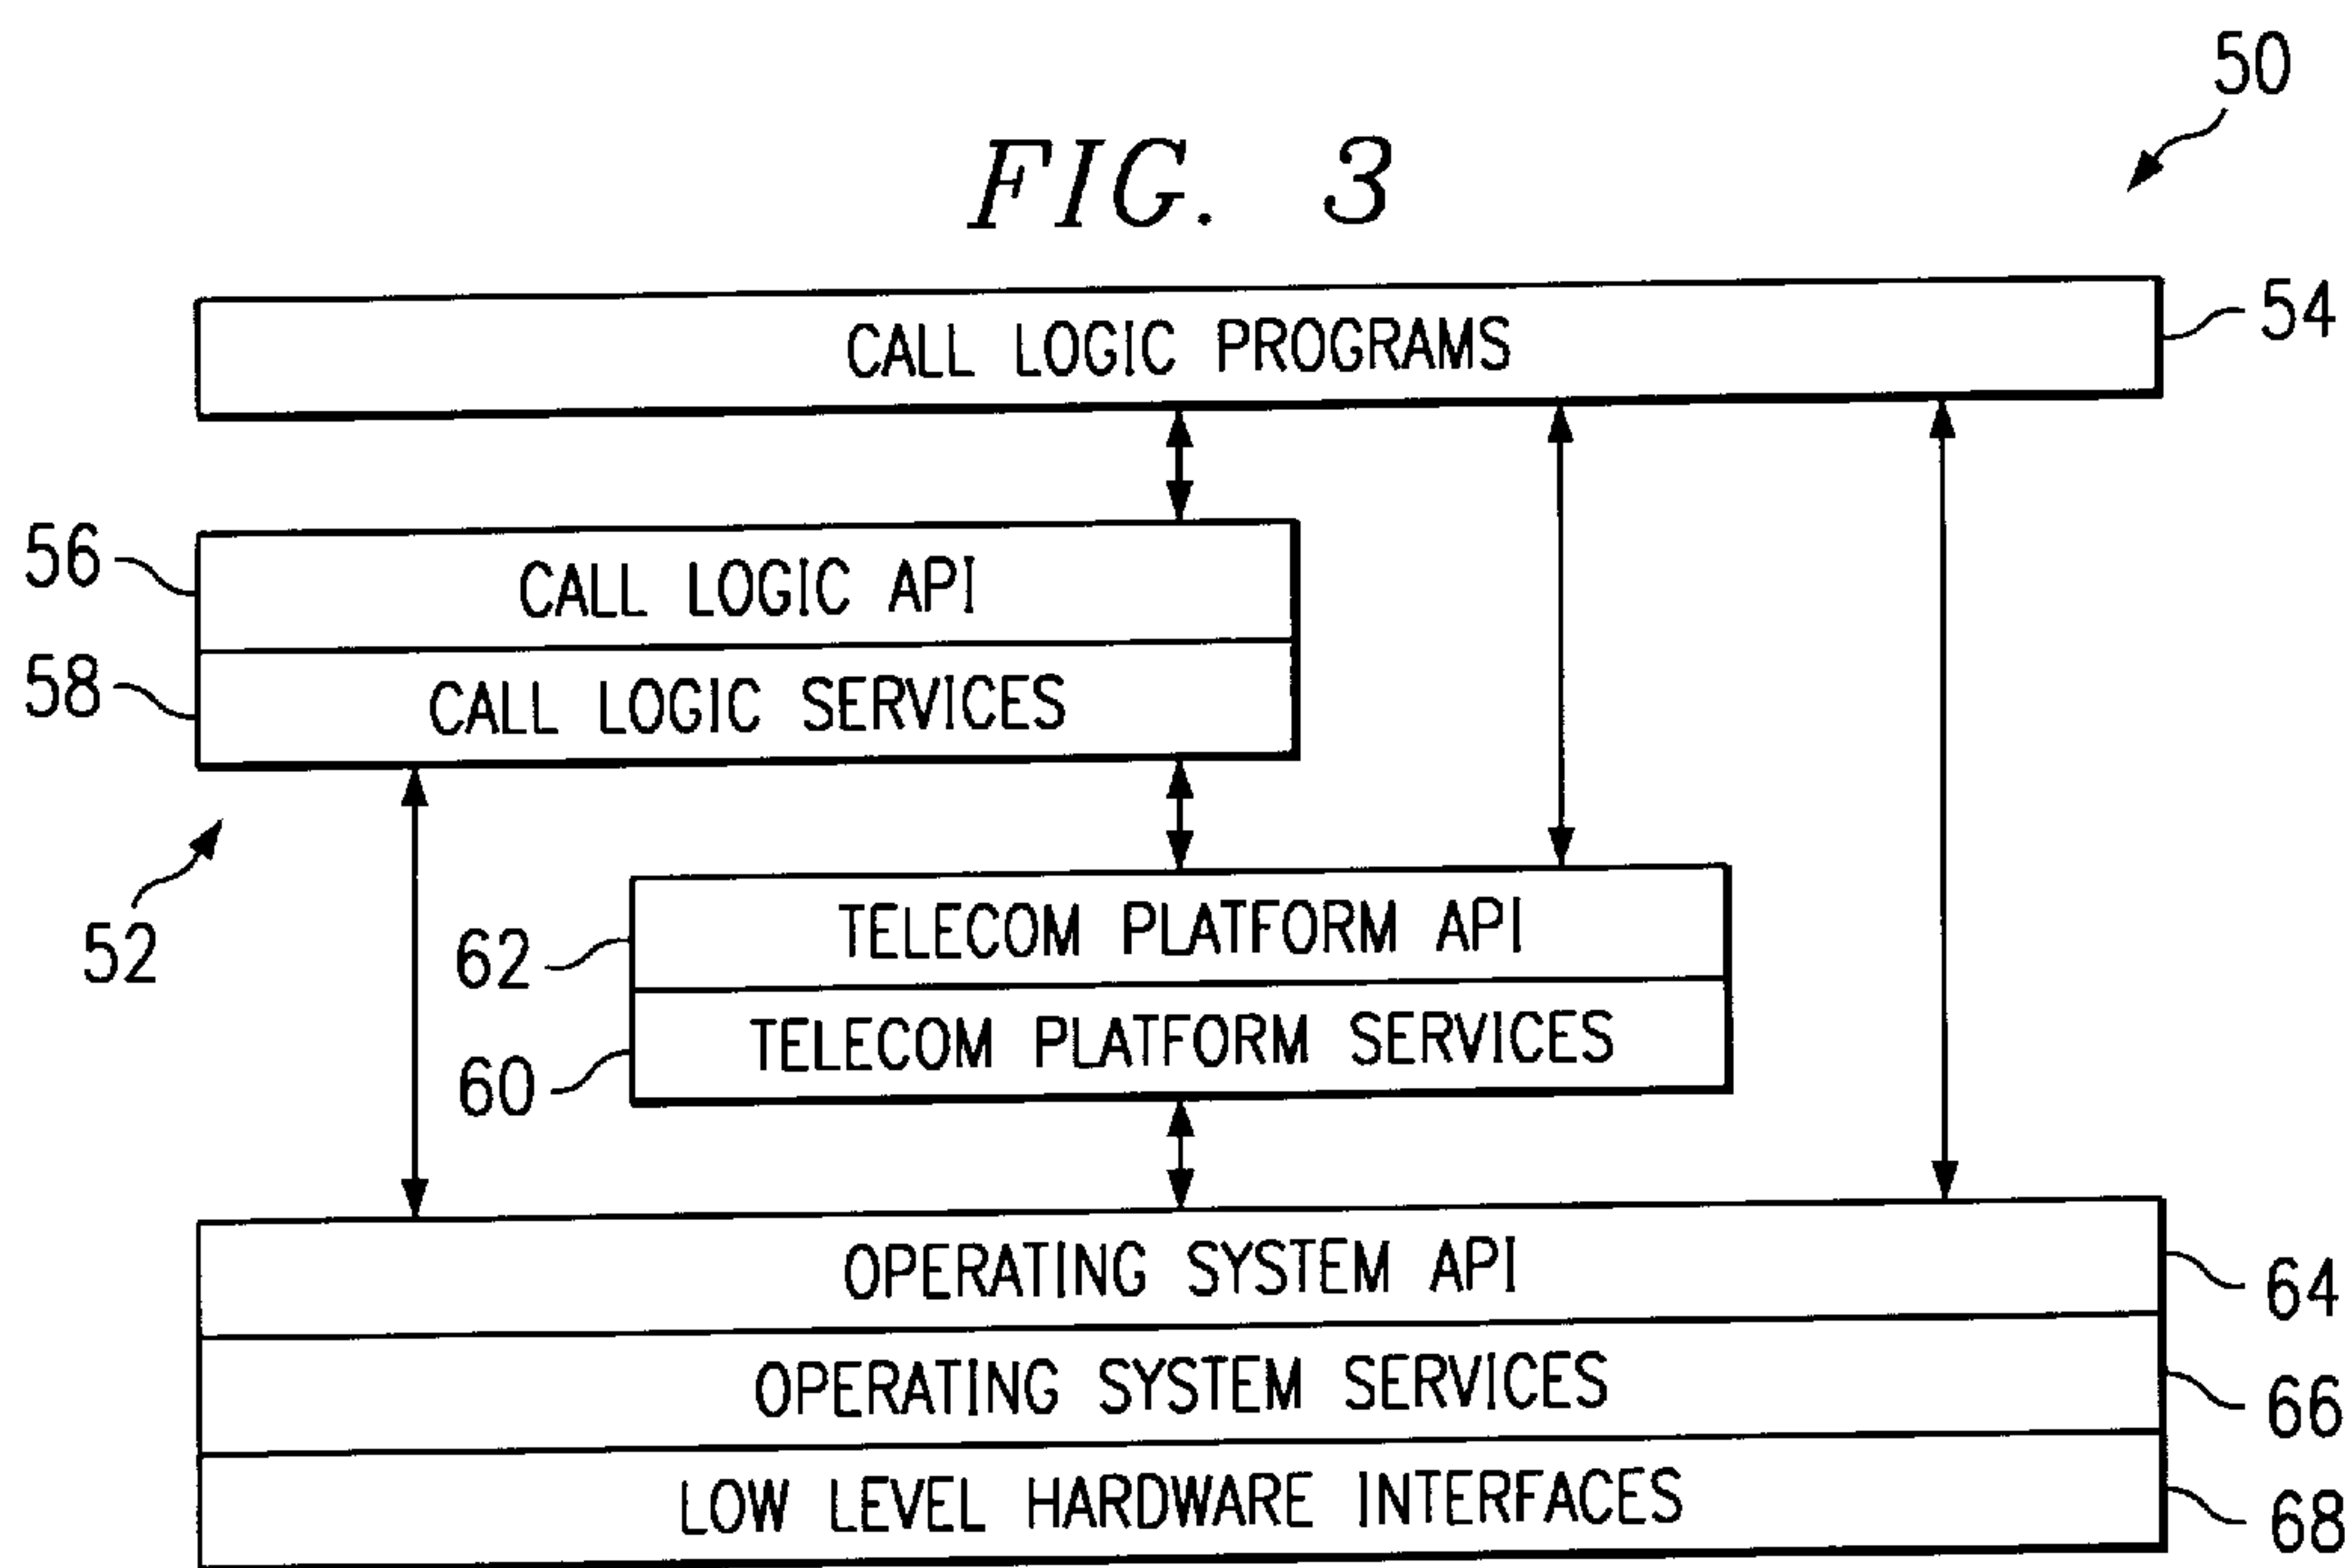 50
FIG. 3
CALL LOGIC PROGRAMS
54
56
CALL LOGIC API
58
CALL LOGIC SERVICES
52
62
TELECOM PLATFORM API
60
TELECOM PLATFORM SERVICES
OPERATING SYSTEM API
64
OPERATING SYSTEM SERVICES
66
LOW LEVEL HARDWARE INTERFACES
68